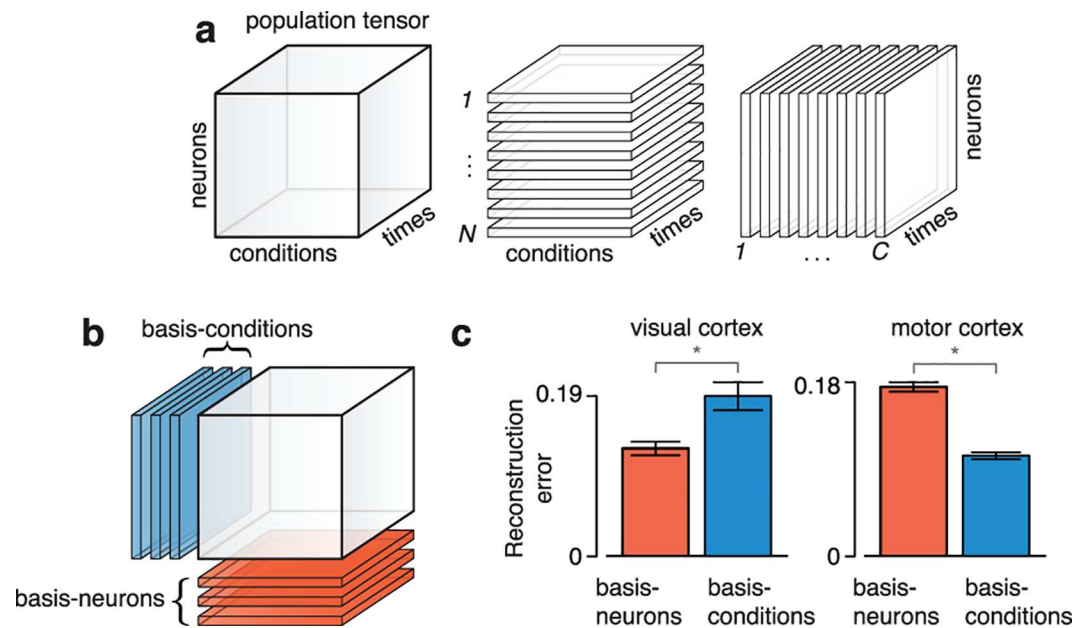 a
population tensor
neurons
conditions
times
1
⋮
N
conditions
times
neurons
1 ... C
times
b
basis-conditions
basis-neurons
c
visual cortex
*
Reconstruction
error
0.19
0
basis-
neurons
basis-
conditions
motor cortex
*
0.18
0
basis-
neurons
basis-
conditions